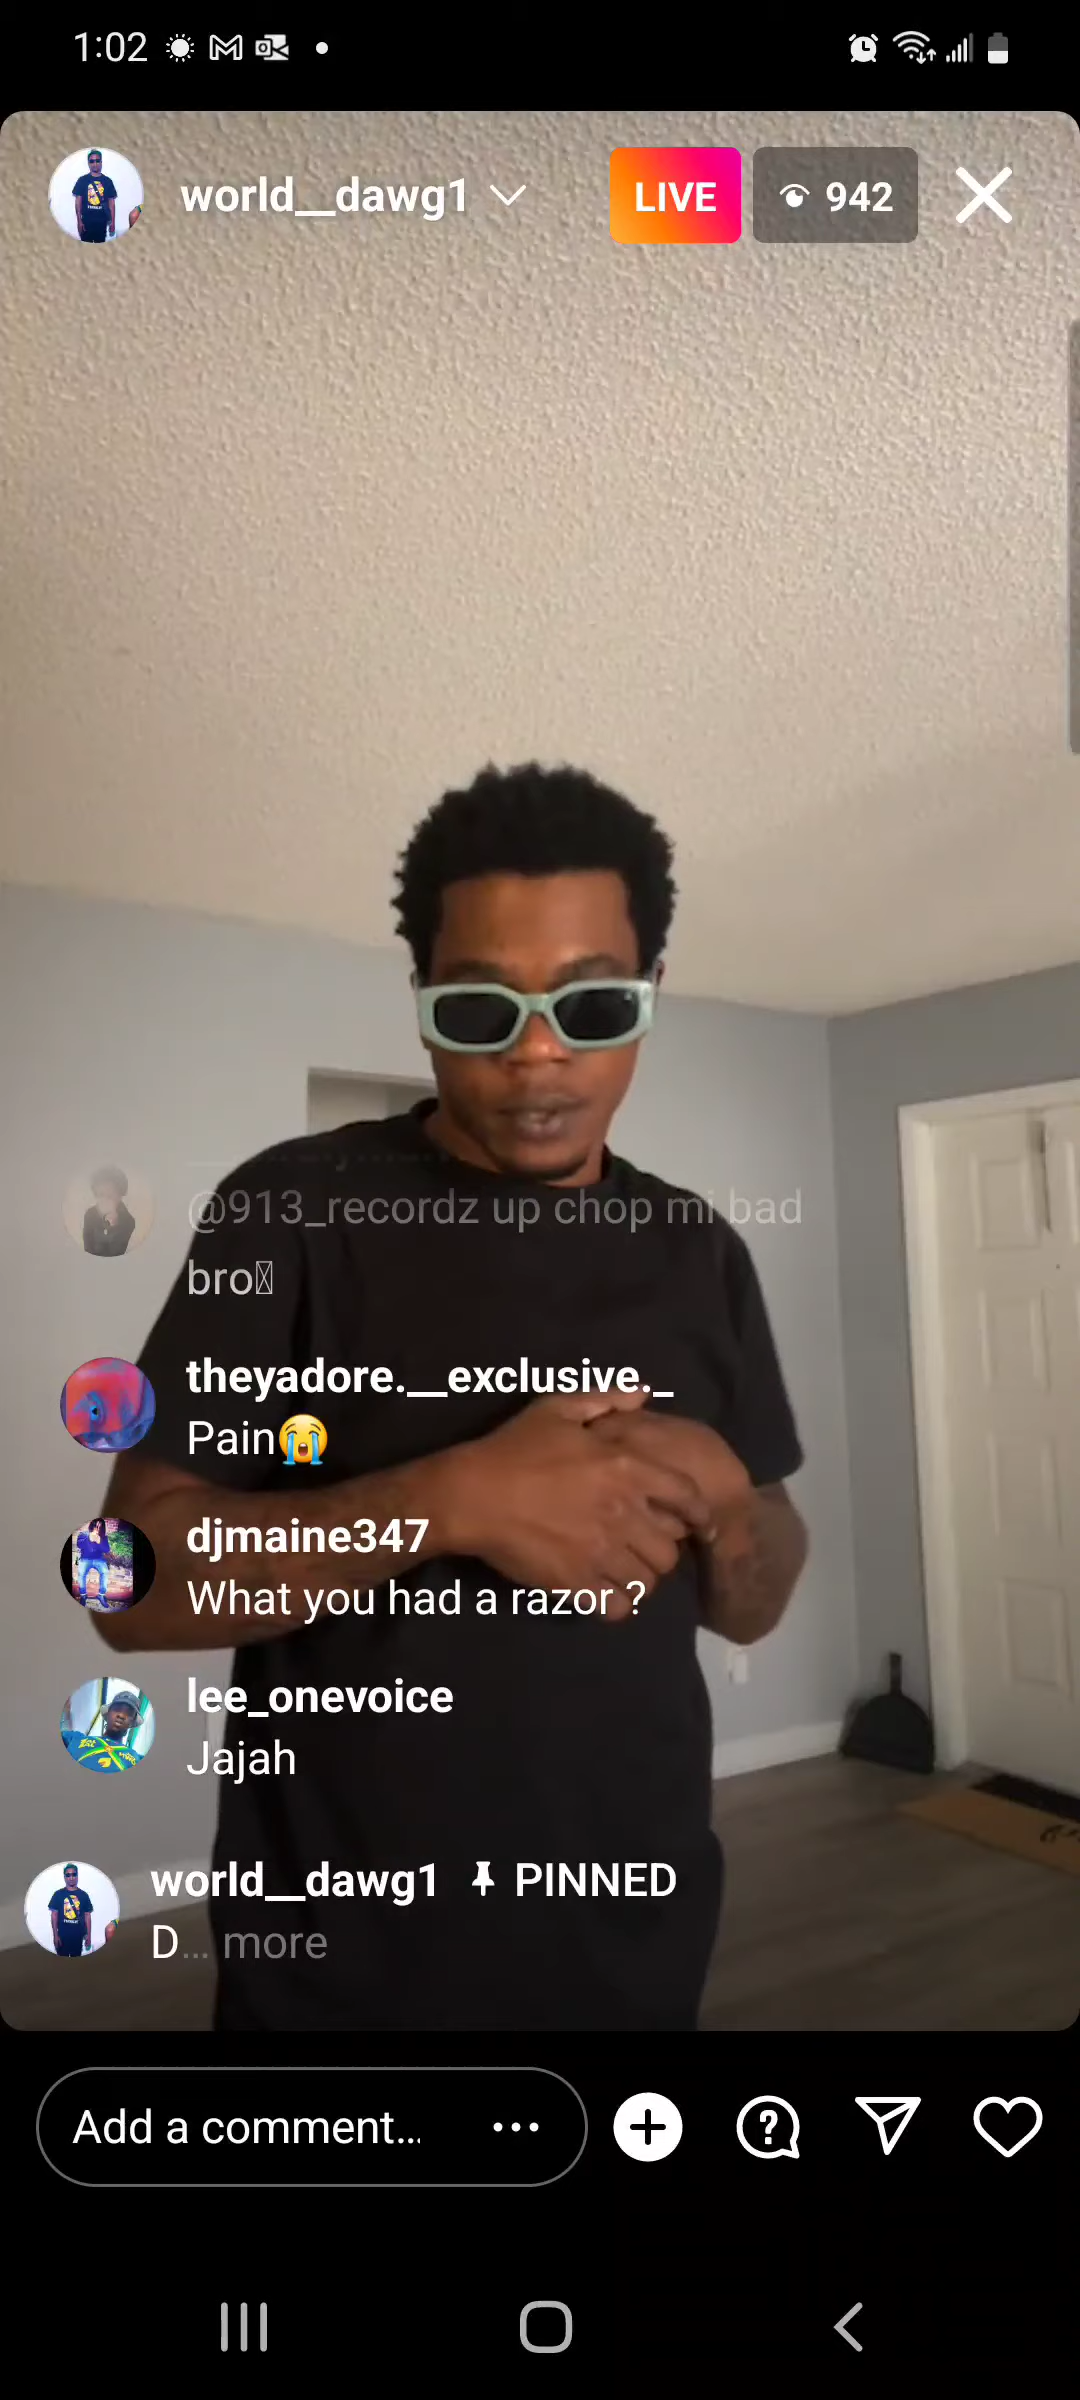 1:02
world__dawg1
LIVE
942
@913_recordz up chop mi bad
bro
theyadore.__exclusive._
Pain😭
djmaine347
What you had a razor ?
lee_onevoice
Jajah
world__dawg1 PINNED
D... more
Add a comment...